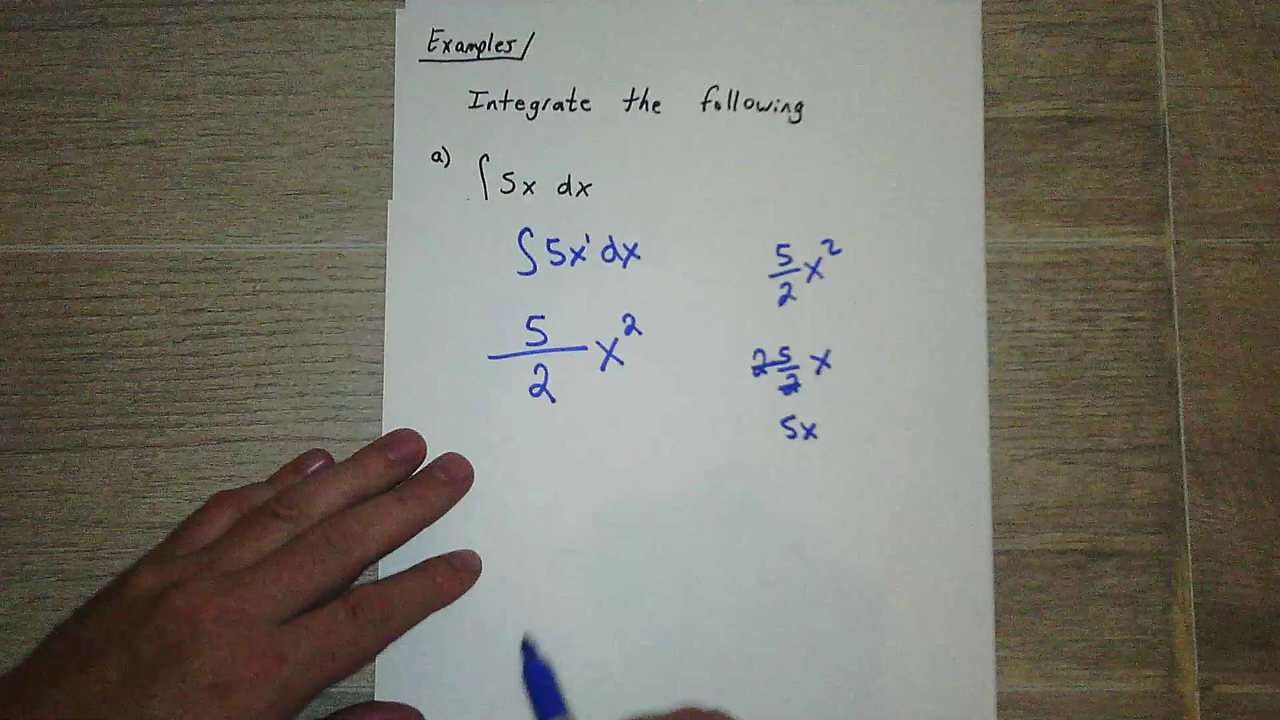 Examples/
Integrate the following
a) ∫ 5x dx
∫ 5x¹ dx
5/2 x²
5/2 x²
2 5/2 x
5x